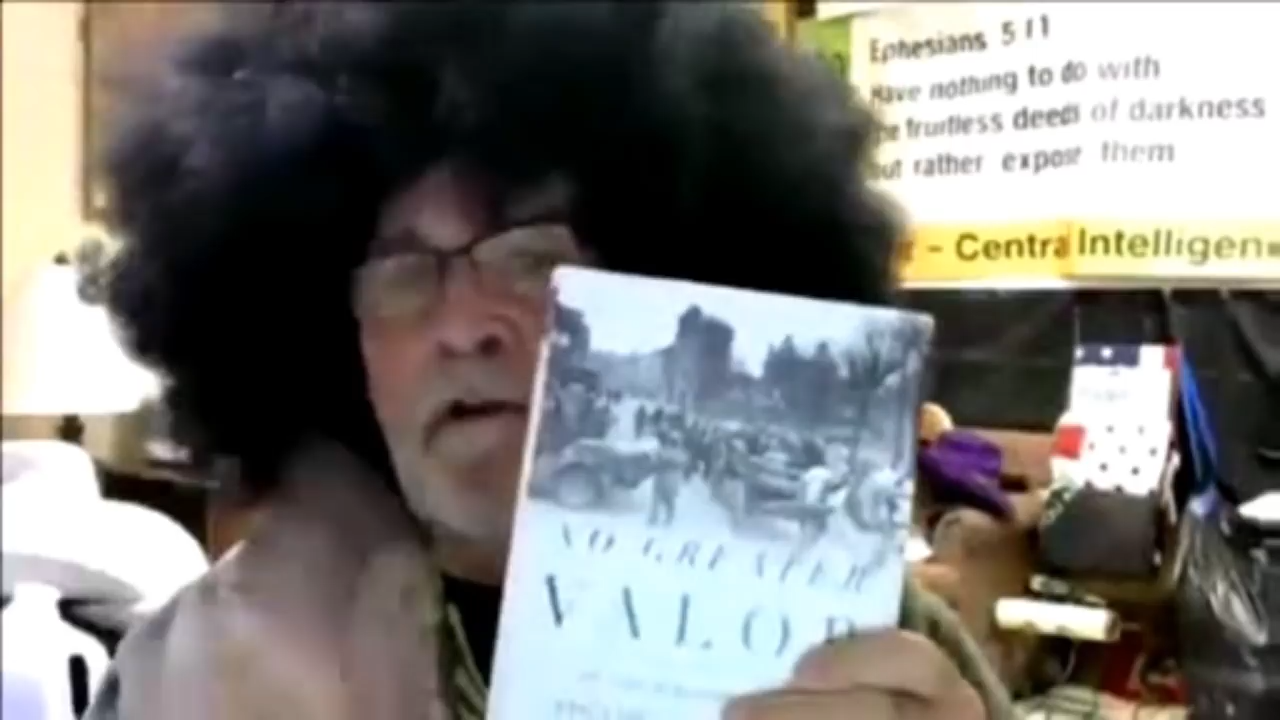 Ephesians 5 11
Have nothing to do with
the fruitless deeds of darkness
but rather expose them
- Central Intelligen
NO GREATER
VALOR